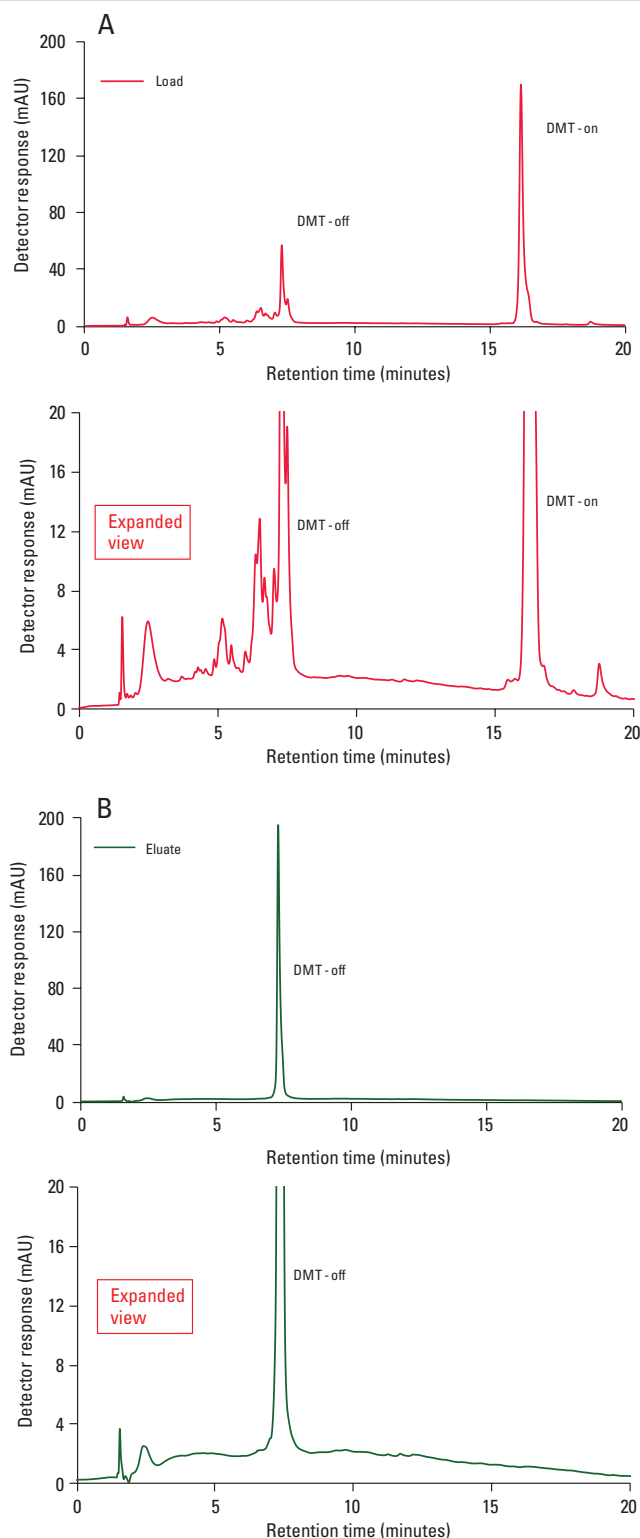 A
200
160
120
80
40
0
Load
DMT - off
DMT - on
Detector response (mAU)
0 5 10 15 20
Retention time (minutes)
20
16
12
8
4
0
Expanded
view
DMT - off
DMT - on
Detector response (mAU)
0 5 10 15 20
Retention time (minutes)
B
200
160
120
80
40
0
Eluate
DMT - off
Detector response (mAU)
0 5 10 15 20
Retention time (minutes)
20
16
12
8
4
0
Expanded
view
DMT - off
Detector response (mAU)
0 5 10 15 20
Retention time (minutes)